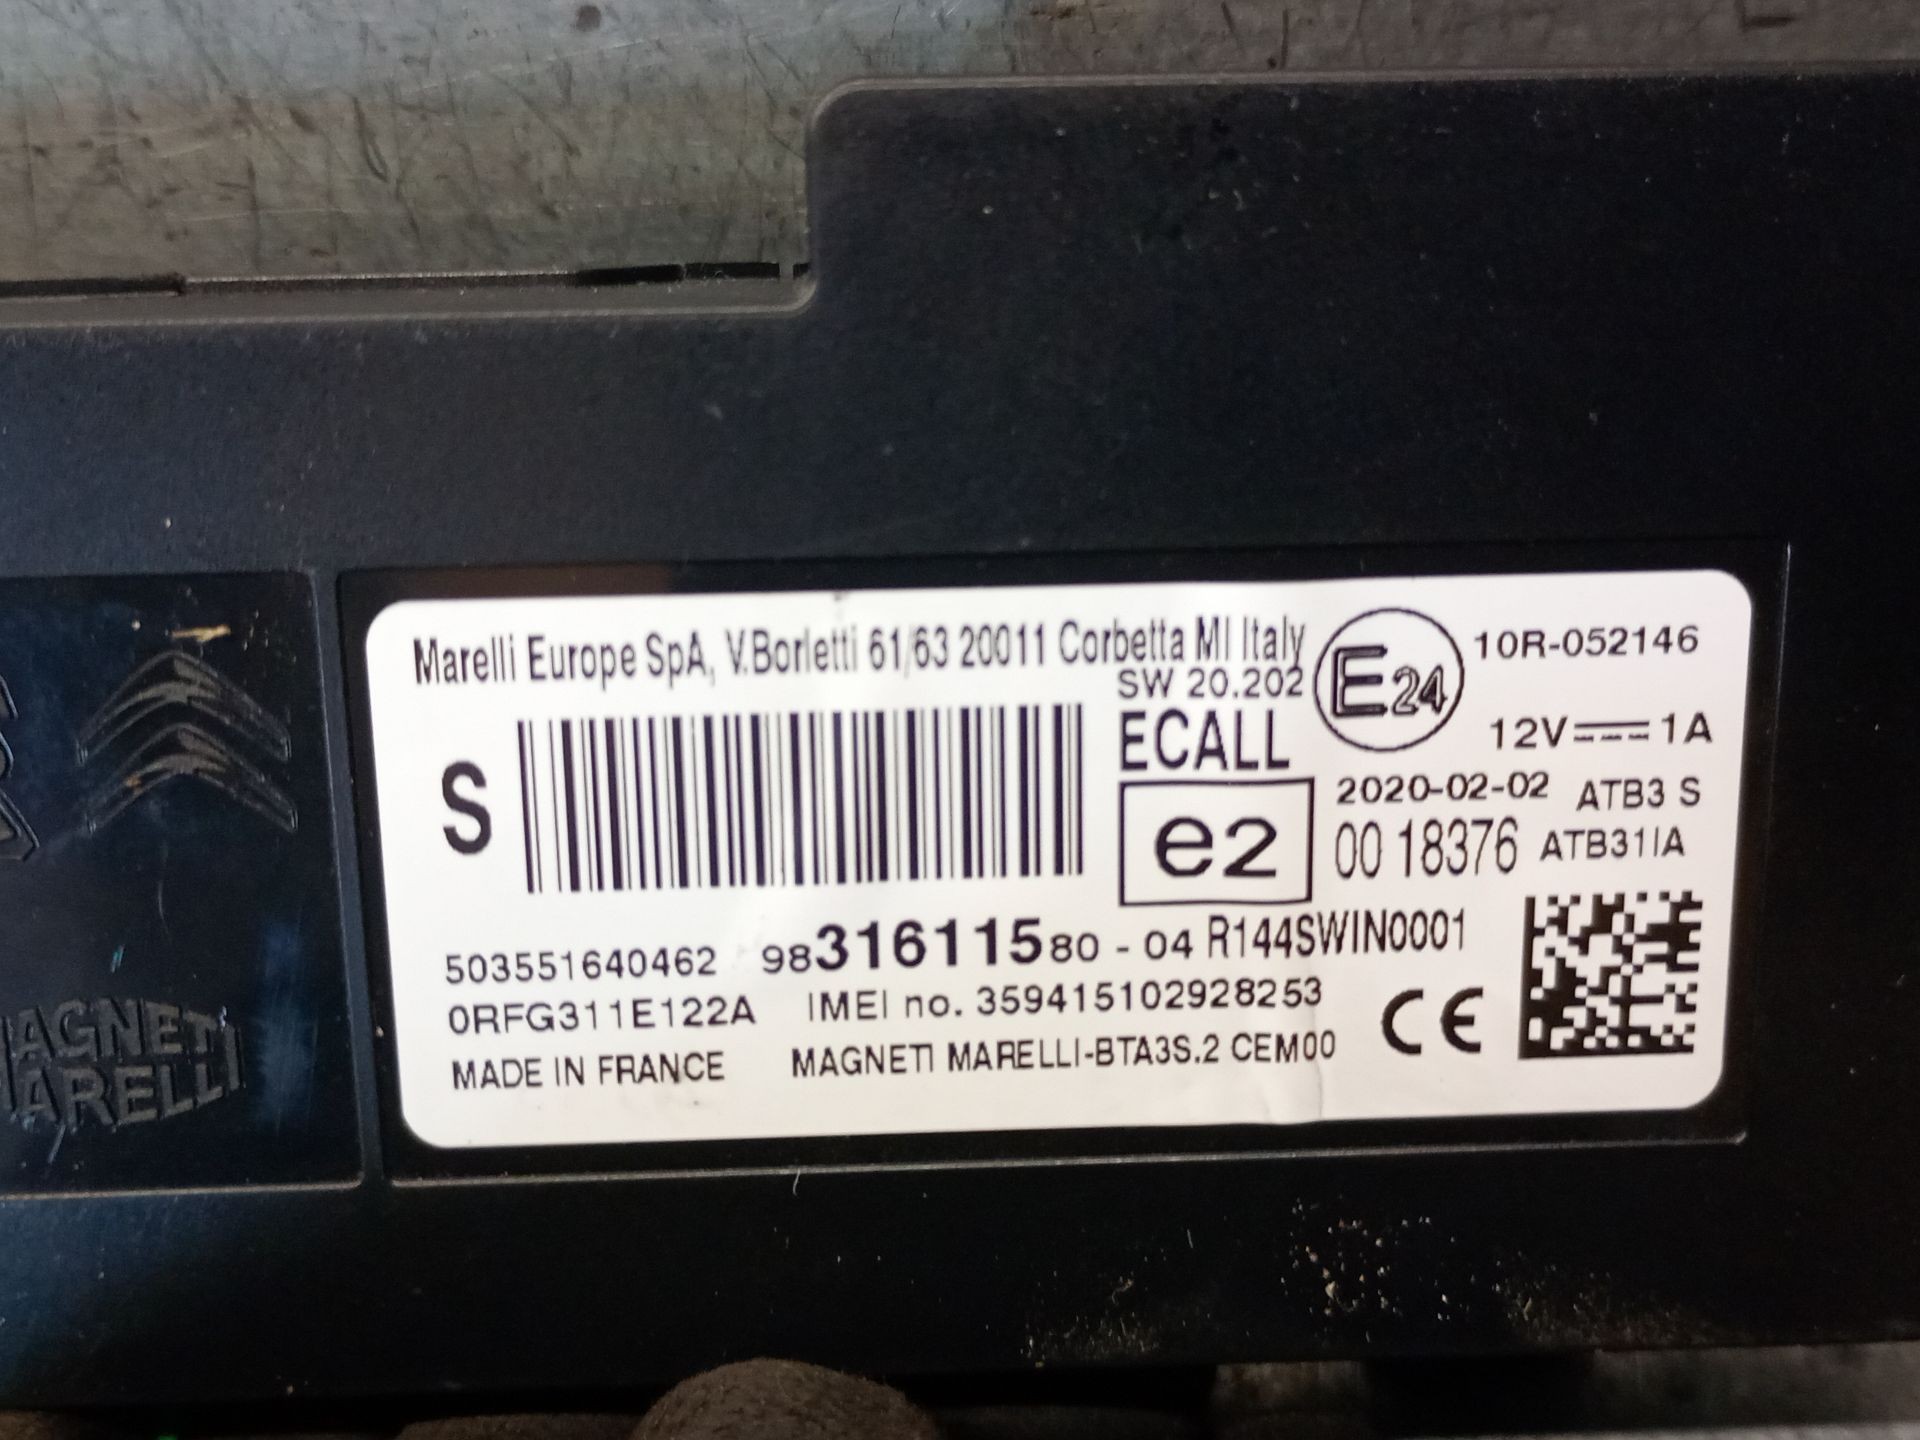 Marelli Europe SpA, V.Borletti 61/63 20011 Corbetta MI Italy
SW 20.202
ECALL
E24
10R-052146
12V 1A
S
e2
2020-02-02 ATB3 S
00 18376 ATB31IA
503551640462 9831611580 - 04 R144SWIN0001
0RFG311E122A IMEI no. 359415102928253
CE
MADE IN FRANCE MAGNETI MARELLI-BTA3S.2 CEM00
MAGNETI
MARELLI